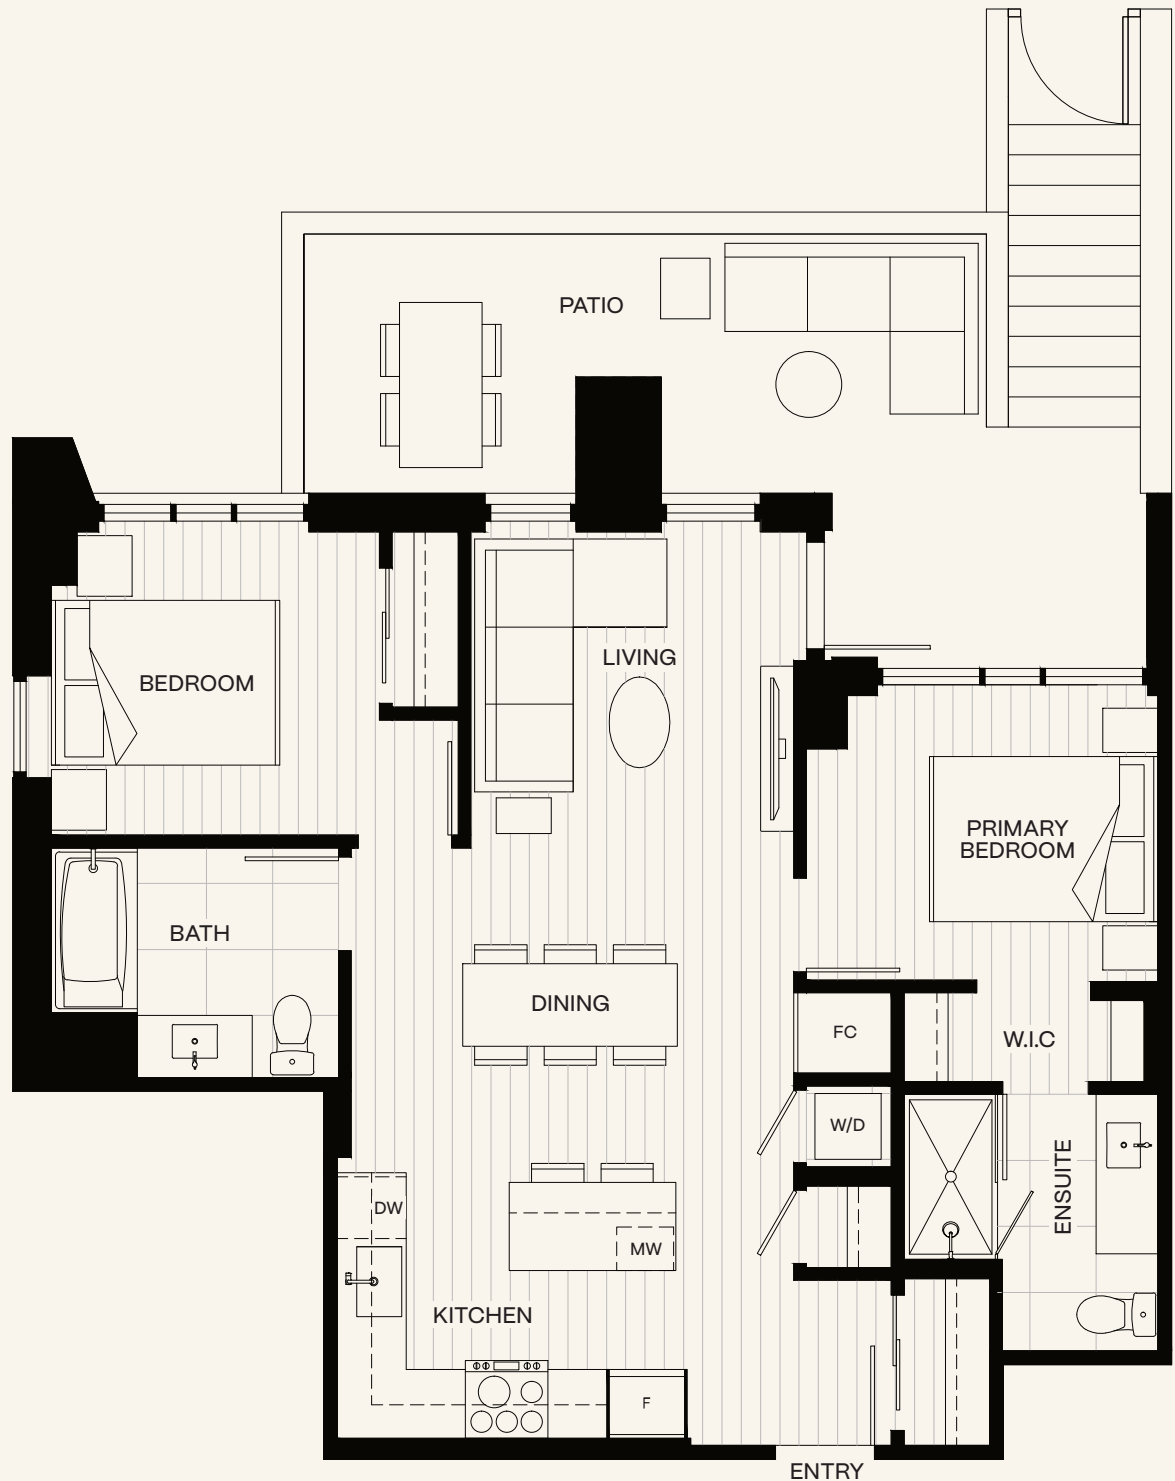 PATIO
LIVING
BEDROOM
PRIMARY
BEDROOM
BATH
DINING
FC
W.I.C
W/D
ENSUITE
DW
MW
KITCHEN
F
ENTRY